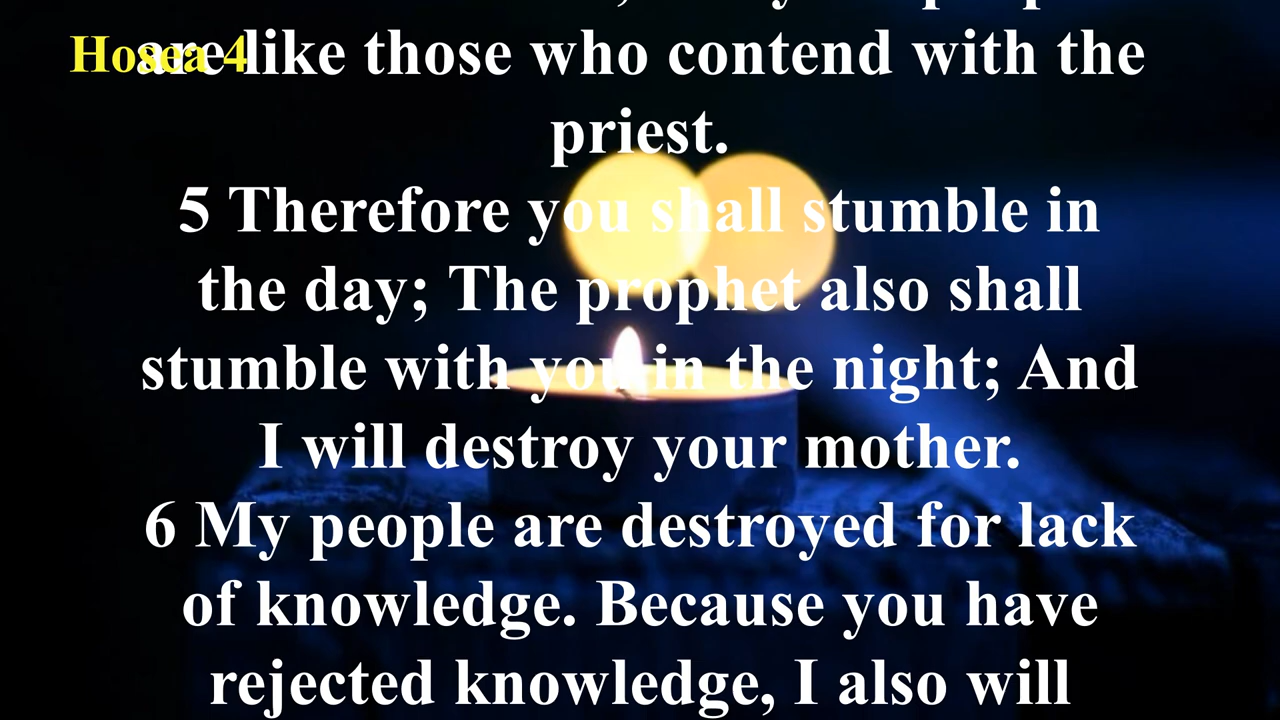 Hosea 4
are like those who contend with the
priest.
5 Therefore you shall stumble in
the day; The prophet also shall
stumble with you in the night; And
I will destroy your mother.
6 My people are destroyed for lack
of knowledge. Because you have
rejected knowledge, I also will